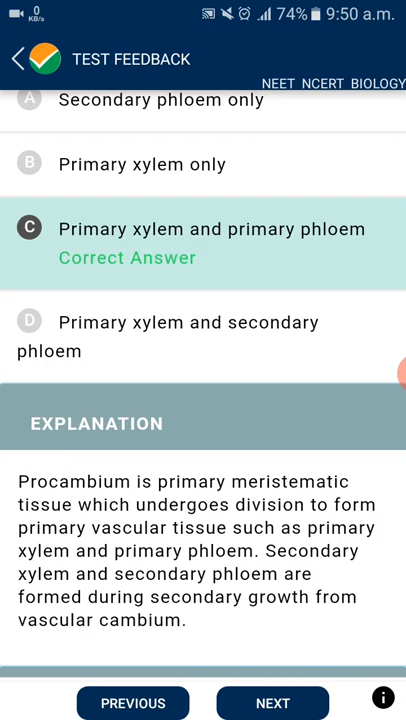 0
KB/s
74% 9:50 a.m.
TEST FEEDBACK
NEET NCERT BIOLOGY
A Secondary phloem only
B Primary xylem only
C Primary xylem and primary phloem
Correct Answer
D Primary xylem and secondary
phloem
EXPLANATION
Procambium is primary meristematic
tissue which undergoes division to form
primary vascular tissue such as primary
xylem and primary phloem. Secondary
xylem and secondary phloem are
formed during secondary growth from
vascular cambium.
PREVIOUS NEXT